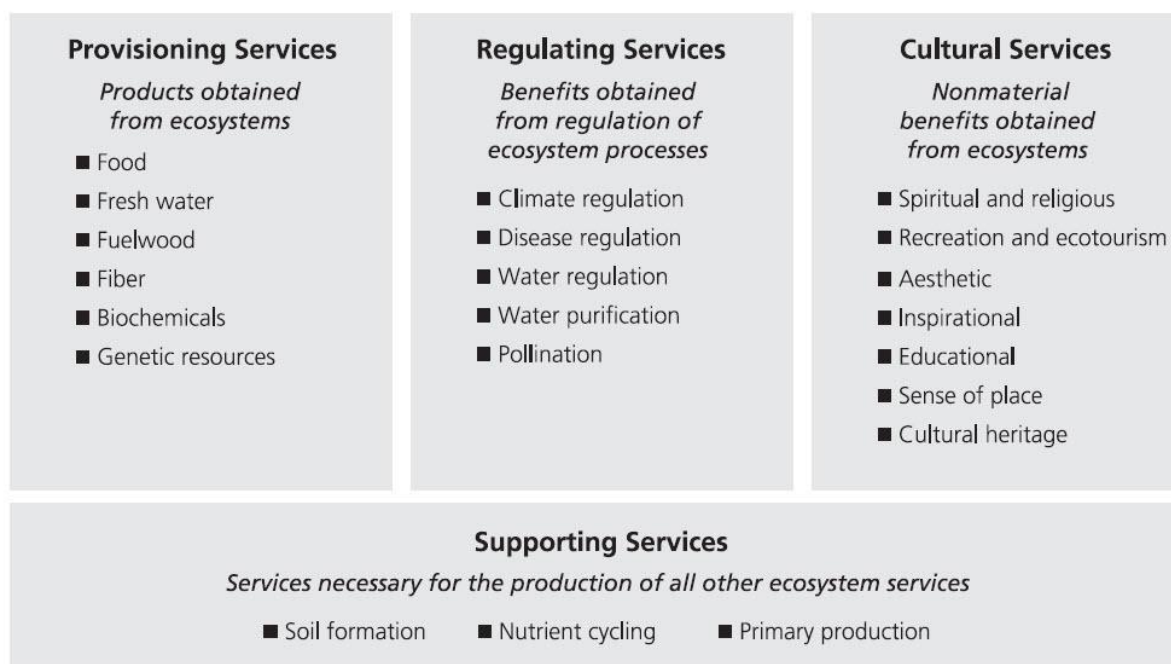 Provisioning Services
Products obtained
from ecosystems
■ Food
■ Fresh water
■ Fuelwood
■ Fiber
■ Biochemicals
■ Genetic resources
Regulating Services
Benefits obtained
from regulation of
ecosystem processes
■ Climate regulation
■ Disease regulation
■ Water regulation
■ Water purification
■ Pollination
Cultural Services
Nonmaterial
benefits obtained
from ecosystems
■ Spiritual and religious
■ Recreation and ecotourism
■ Aesthetic
■ Inspirational
■ Educational
■ Sense of place
■ Cultural heritage
Supporting Services
Services necessary for the production of all other ecosystem services
■ Soil formation ■ Nutrient cycling ■ Primary production